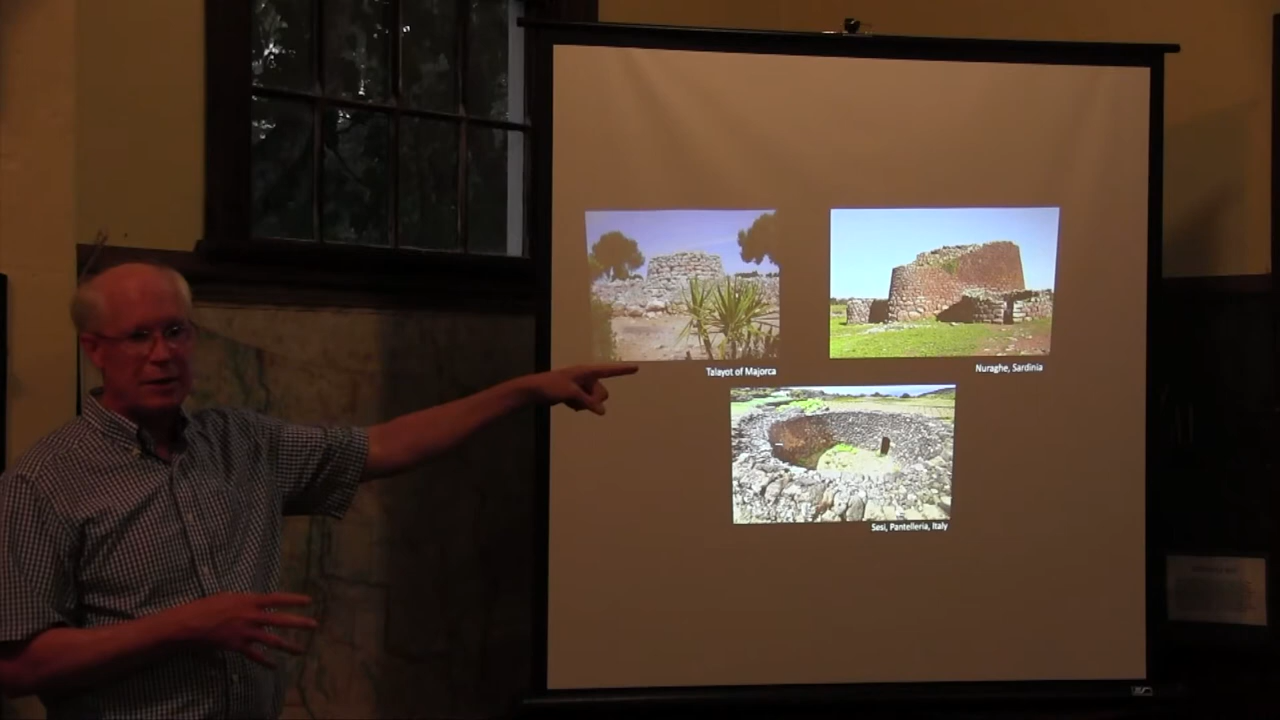 Talayot of Majorca
Nuraghe, Sardinia
Sesi, Pantelleria, Italy